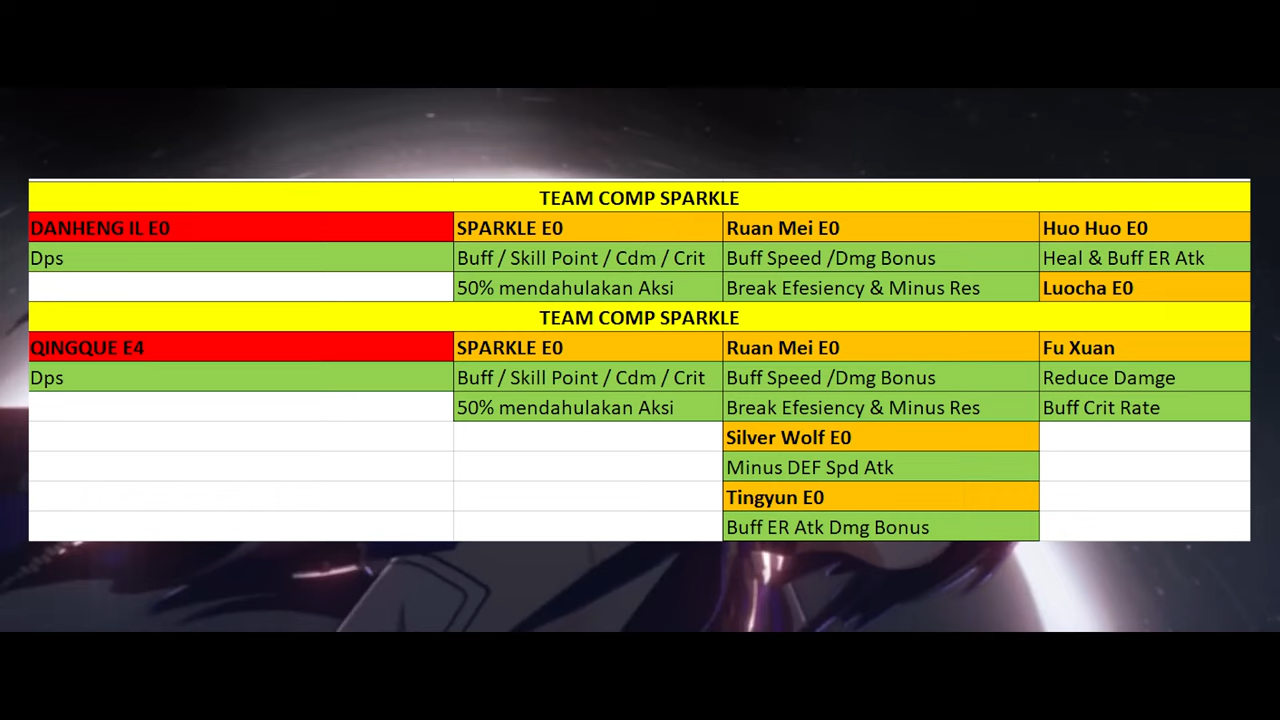 TEAM COMP SPARKLE
DANHENG IL E0 SPARKLE E0 Ruan Mei E0 Huo Huo E0
Dps Buff / Skill Point / Cdm / Crit Buff Speed /Dmg Bonus Heal & Buff ER Atk
50% mendahulakan Aksi Break Efesiency & Minus Res Luocha E0
TEAM COMP SPARKLE
QINGQUE E4 SPARKLE E0 Ruan Mei E0 Fu Xuan
Dps Buff / Skill Point / Cdm / Crit Buff Speed /Dmg Bonus Reduce Damge
50% mendahulakan Aksi Break Efesiency & Minus Res Buff Crit Rate
Silver Wolf E0
Minus DEF Spd Atk
Tingyun E0
Buff ER Atk Dmg Bonus